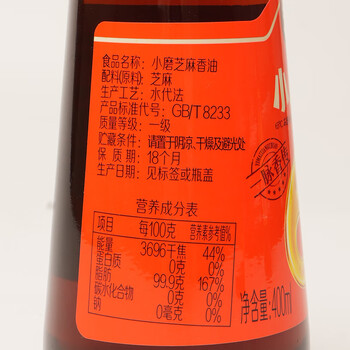 食品名称：小磨芝麻香油
配料(原料)：芝麻
生产工艺：水代法
产品标准代号：GB/T 8233
质量等级：一级
贮藏条件：请置于阴凉、干燥及避光处
保 质 期：18个月
生产日期：见标签或瓶盖
营养成分表
项目 每100克 营养素参考值%
能量 3696千焦 44%
蛋白质 0克 0%
脂肪 99.9克 167%
碳水化合物 0克 0%
钠 0毫克 0%
净含量：400ml
小